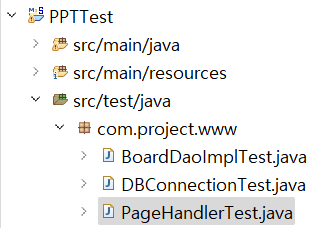 PPTTest
src/main/java
src/main/resources
src/test/java
com.project.www
BoardDaoImplTest.java
DBConnectionTest.java
PageHandlerTest.java